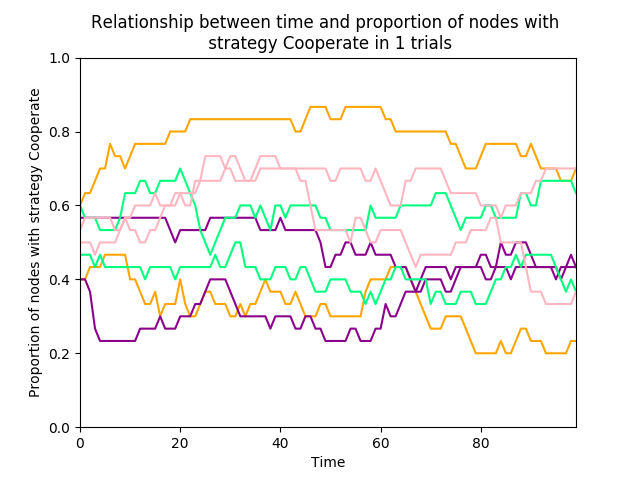 Relationship between time and proportion of nodes with
strategy Cooperate in 1 trials
Proportion of nodes with strategy Cooperate
1.0
0.8
0.6
0.4
0.2
0.0
0 20 40 60 80
Time